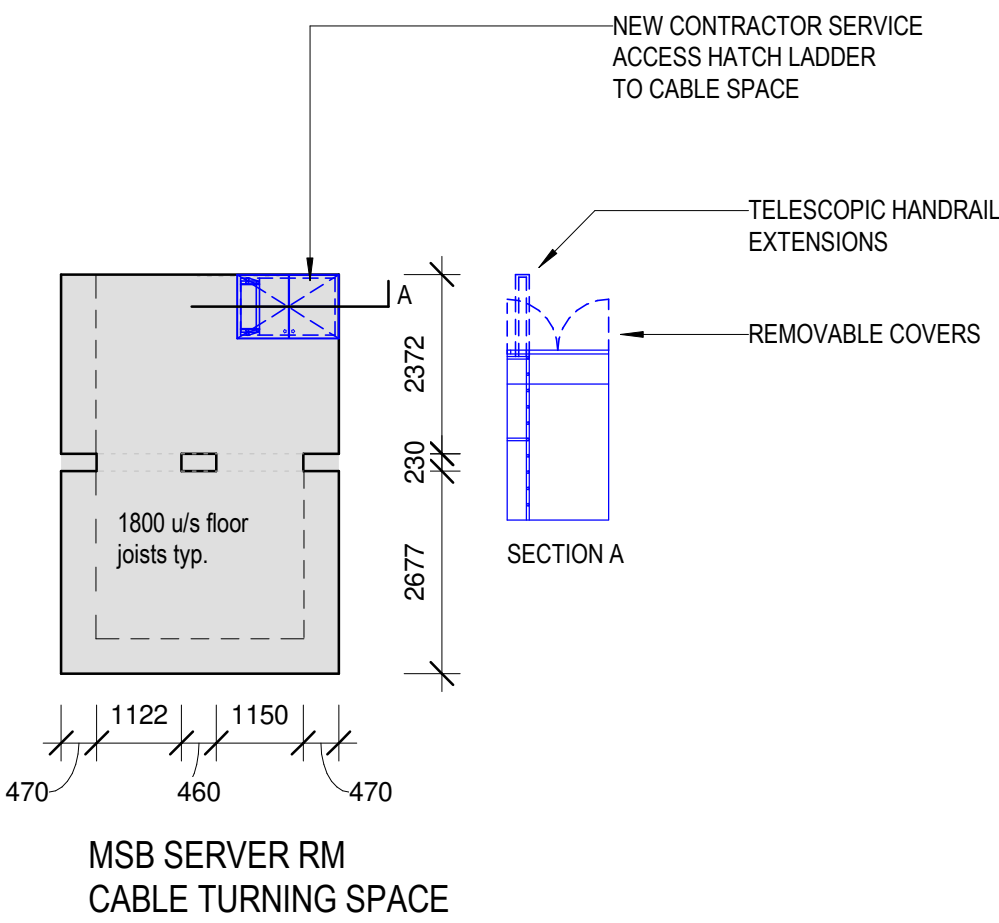 NEW CONTRACTOR SERVICE
ACCESS HATCH LADDER
TO CABLE SPACE
TELESCOPIC HANDRAIL
EXTENSIONS
A
REMOVABLE COVERS
2372
230
1800 u/s floor
joists typ.
SECTION A
2677
1122
1150
470
460
470
MSB SERVER RM
CABLE TURNING SPACE